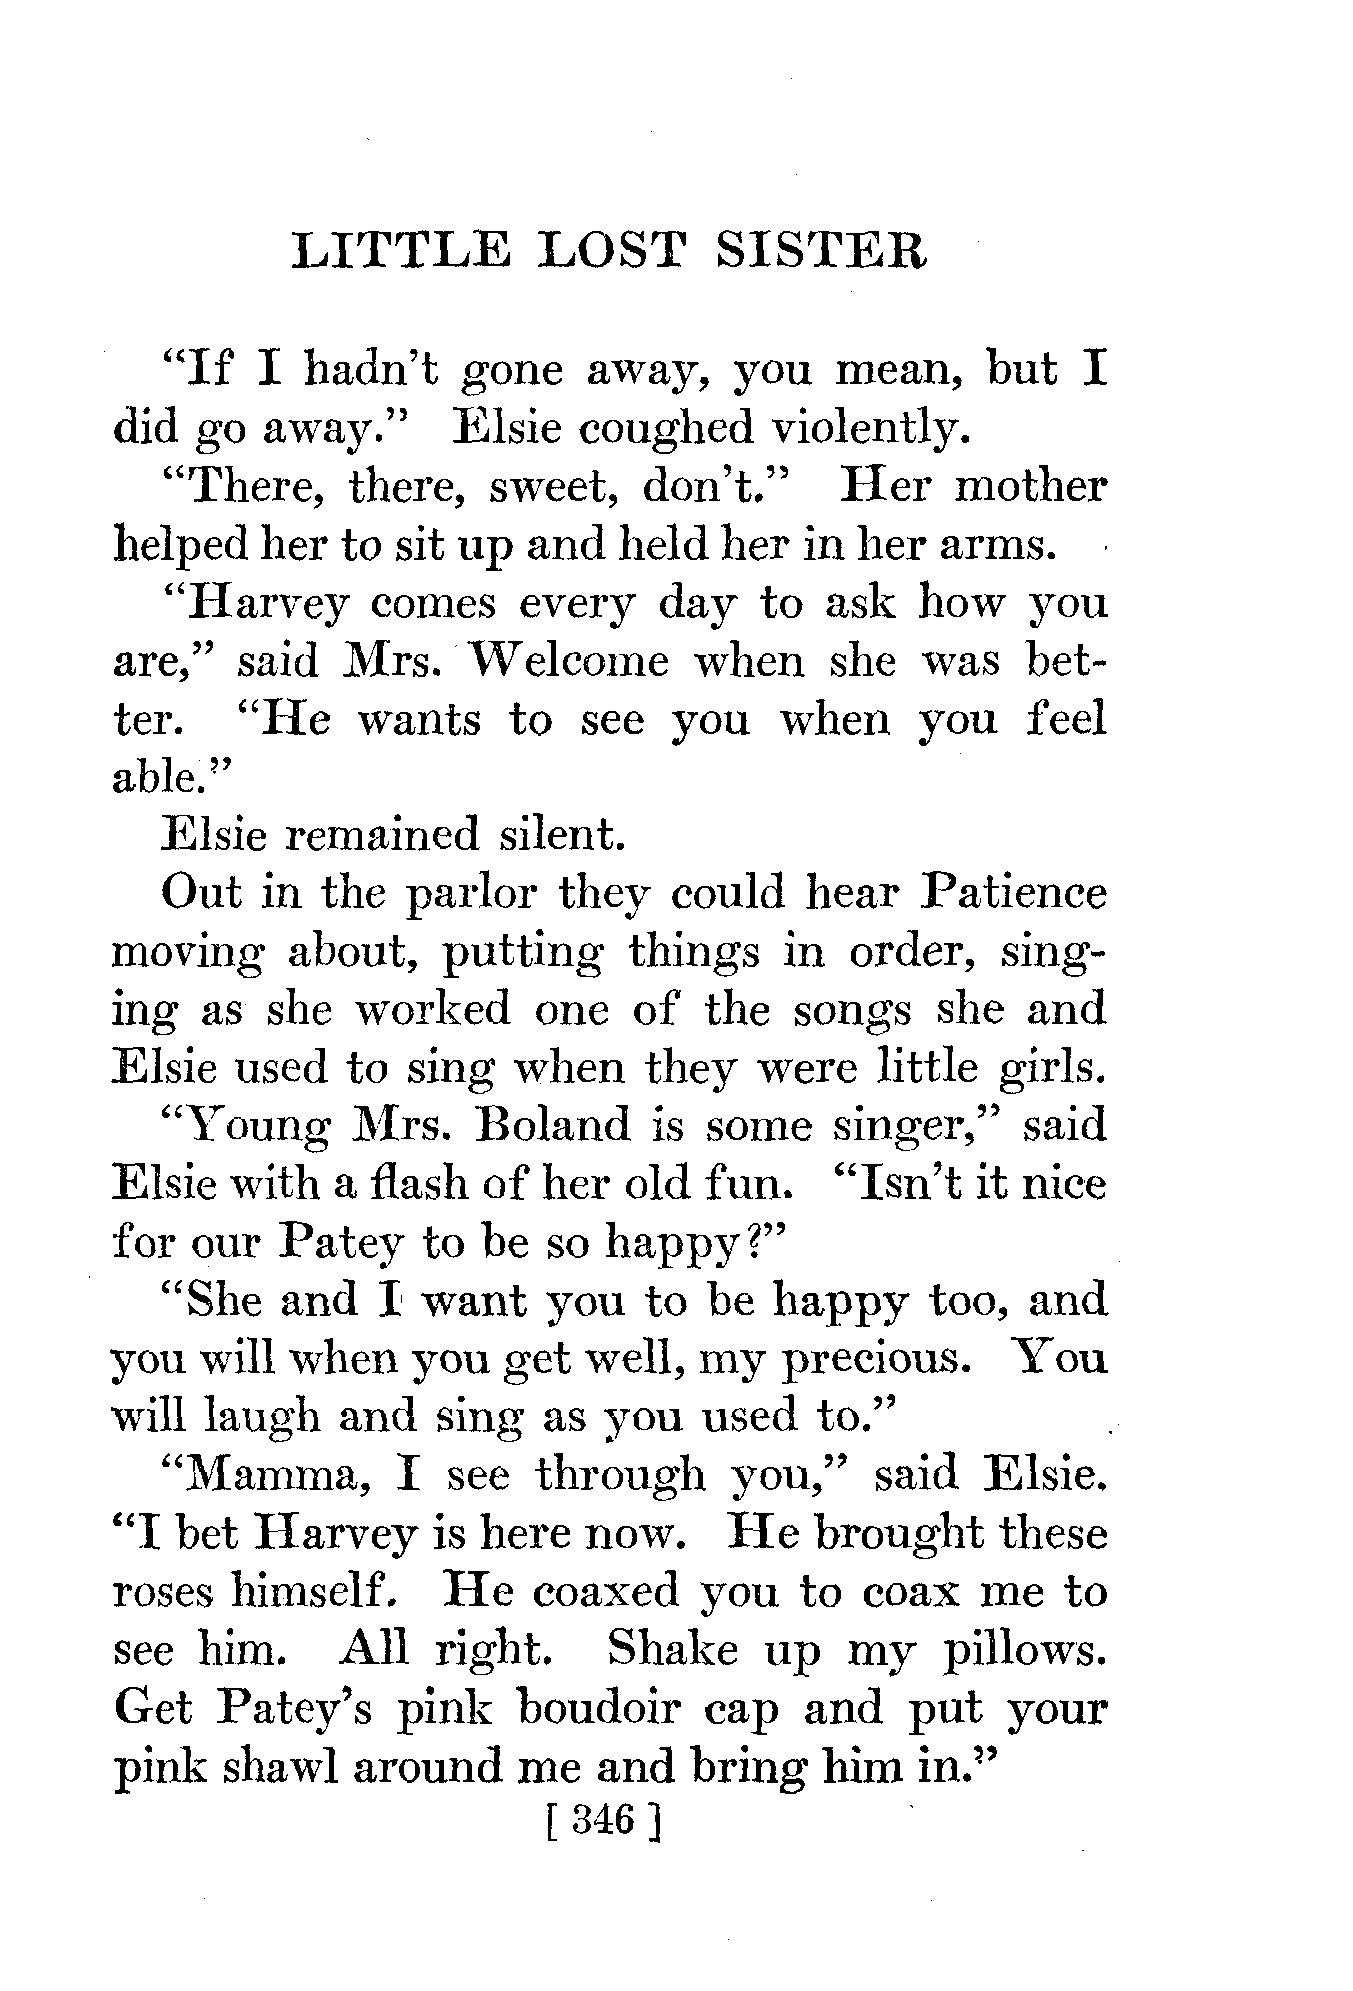 LITTLE LOST SISTER
“If I hadn’t gone away, you mean, but I
did go away.” Elsie coughed violently.
“There, there, sweet, don’t.” Her mother
helped her to sit up and held her in her arms.
“Harvey comes every day to ask how you
are,” said Mrs. Welcome when she was bet-
ter. “He wants to see you when you feel
able.”
Elsie remained silent.
Out in the parlor they could hear Patience
moving about, putting things in order, sing-
ing as she worked one of the songs she and
Elsie used to sing when they were little girls.
“Young Mrs. Boland is some singer,” said
Elsie with a flash of her old fun. “Isn’t it nice
for our Patey to be so happy?”
“She and I want you to be happy too, and
you will when you get well, my precious. You
will laugh and sing as you used to.”
“Mamma, I see through you,” said Elsie.
“I bet Harvey is here now. He brought these
roses himself. He coaxed you to coax me to
see him. All right. Shake up my pillows.
Get Patey’s pink boudoir cap and put your
pink shawl around me and bring him in.”
[ 346 ]